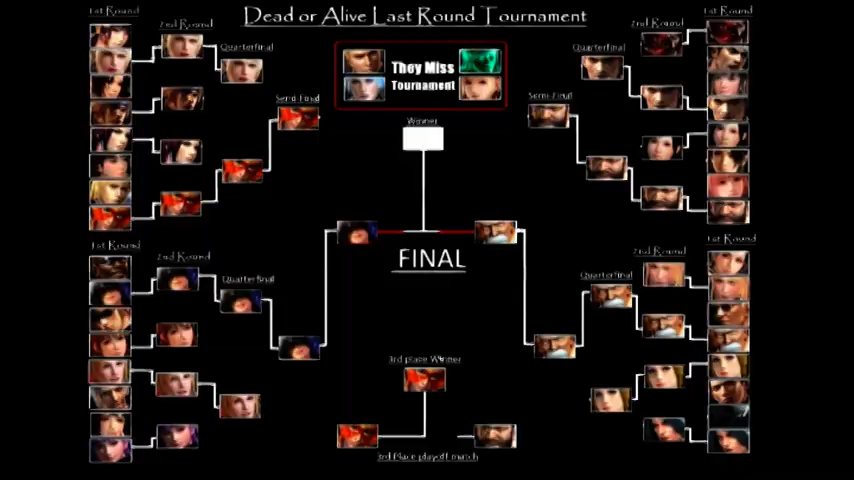 Dead or Alive Last Round Tournament
1st Round
2nd Round
Quarterfinal
Semi-Final
They Miss
Tournament
Winner
Quarterfinal
2nd Round
1st Round
Semi-Final
FINAL
1st Round
2nd Round
Quarterfinal
Quarterfinal
2nd Round
1st Round
3rd place Winner
3rd Place playoff match